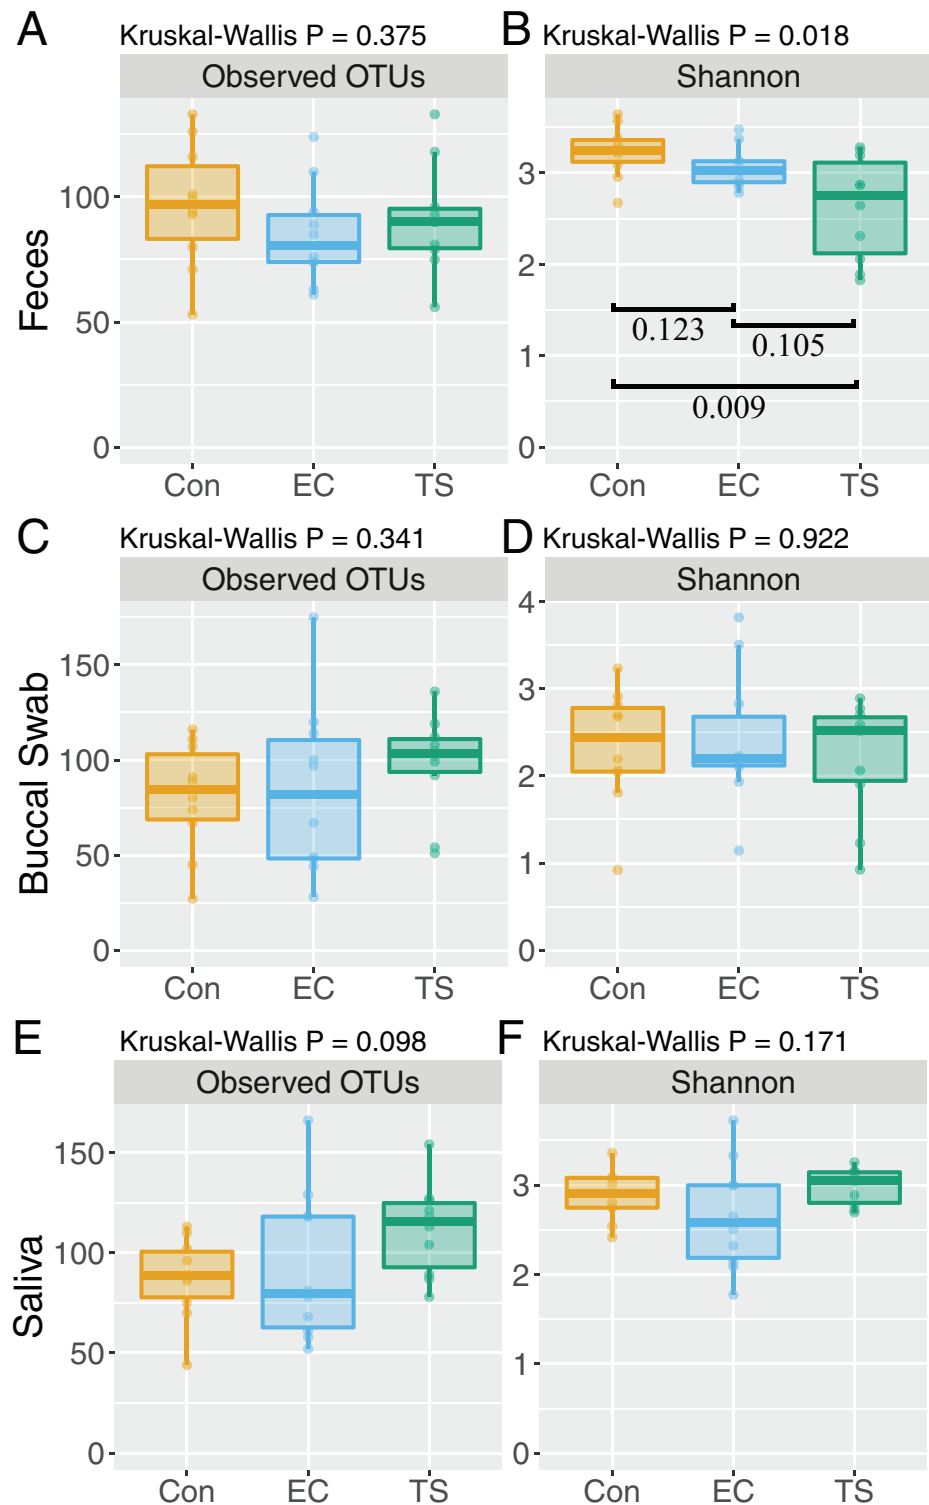 A
Kruskal-Wallis P = 0.375
Observed OTUs
Feces
100
50
0
Con EC TS
B
Kruskal-Wallis P = 0.018
Shannon
3
2
1
0
0.123
0.105
0.009
Con EC TS
C
Kruskal-Wallis P = 0.341
Observed OTUs
Buccal Swab
150
100
50
0
Con EC TS
D
Kruskal-Wallis P = 0.922
Shannon
4
3
2
1
0
Con EC TS
E
Kruskal-Wallis P = 0.098
Observed OTUs
Saliva
150
100
50
0
Con EC TS
F
Kruskal-Wallis P = 0.171
Shannon
3
2
1
0
Con EC TS